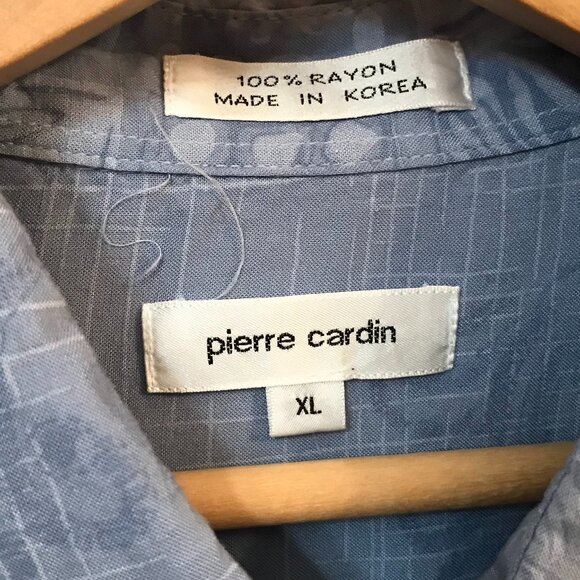 100% RAYON
MADE IN KOREA
pierre cardin
XL